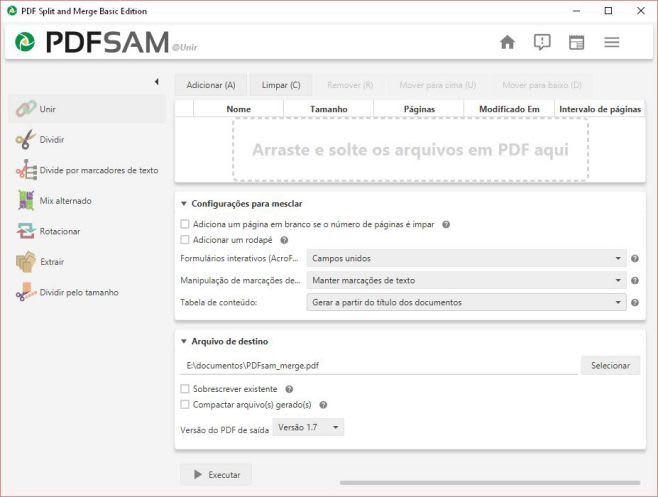 PDF Split and Merge Basic Edition
PDFSAM @Unir
Adicionar (A) Limpar (C) Remover (R) Mover para cima (U) Mover para baixo (D)
Unir
Dividir
Divide por marcadores de texto
Mix alternado
Rotacionar
Extrair
Dividir pelo tamanho
Nome Tamanho Páginas Modificado Em Intervalo de páginas
Arraste e solte os arquivos em PDF aqui
Configurações para mesclar
Adiciona um página em branco se o número de páginas é impar
Adicionar um rodapé
Formulários interativos (AcroF... Campos unidos
Manipulação de marcações de... Manter marcações de texto
Tabela de conteúdo: Gerar a partir do título dos documentos
Arquivo de destino
E:\documentos\PDFsam_merge.pdf Selecionar
Sobrescrever existente
Compactar arquivo(s) gerado(s)
Versão do PDF de saída Versão 1.7
Executar